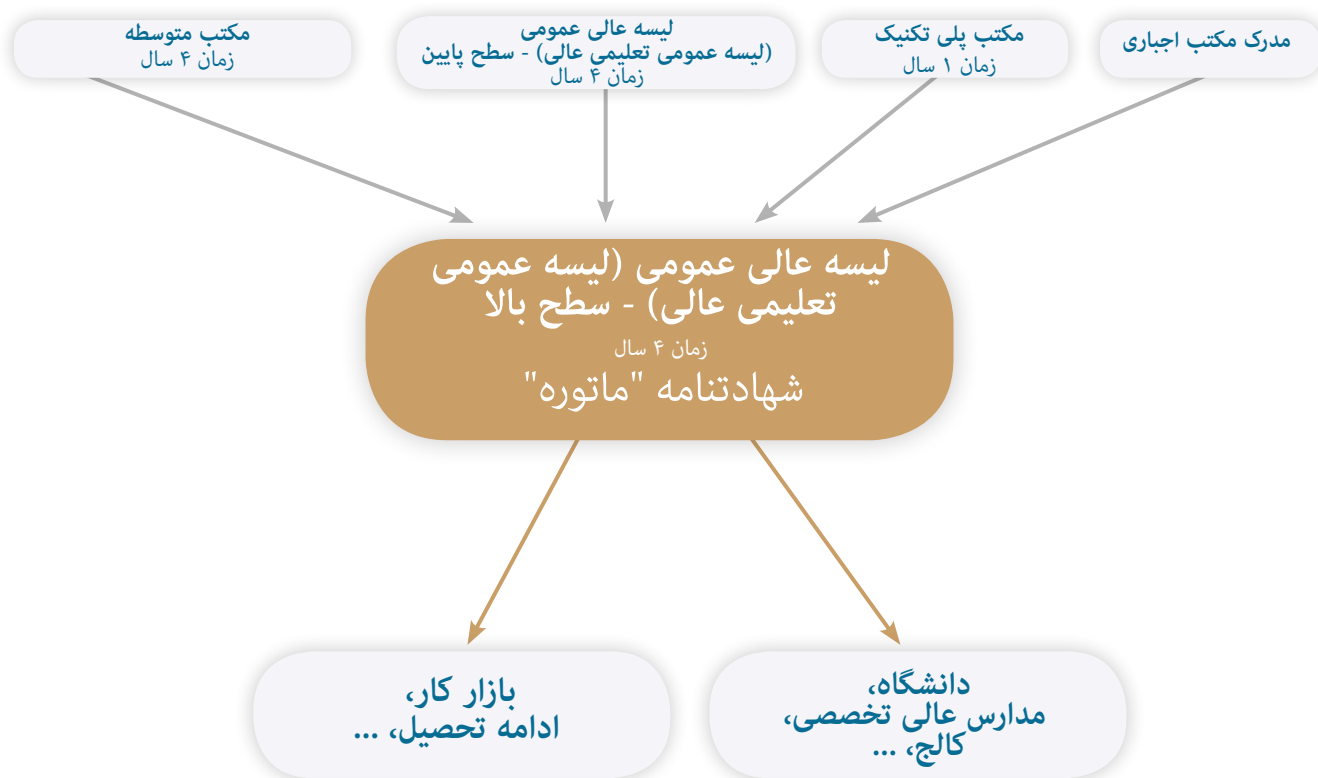 مدرک مکتب اجباری
مکتب پلی تکنیک
زمان ۱ سال
لیسه عالی عمومی
(لیسه عمومی تعلیمی عالی) - سطح پایین
زمان ۴ سال
مکتب متوسطه
زمان ۴ سال
لیسه عالی عمومی (لیسه عمومی
تعلیمی عالی) - سطح بالا
زمان ۴ سال
شهادتنامه "ماتوره"
دانشگاه،
مدارس عالی تخصصی،
کالج، ...
بازار کار،
ادامه تحصیل، ...